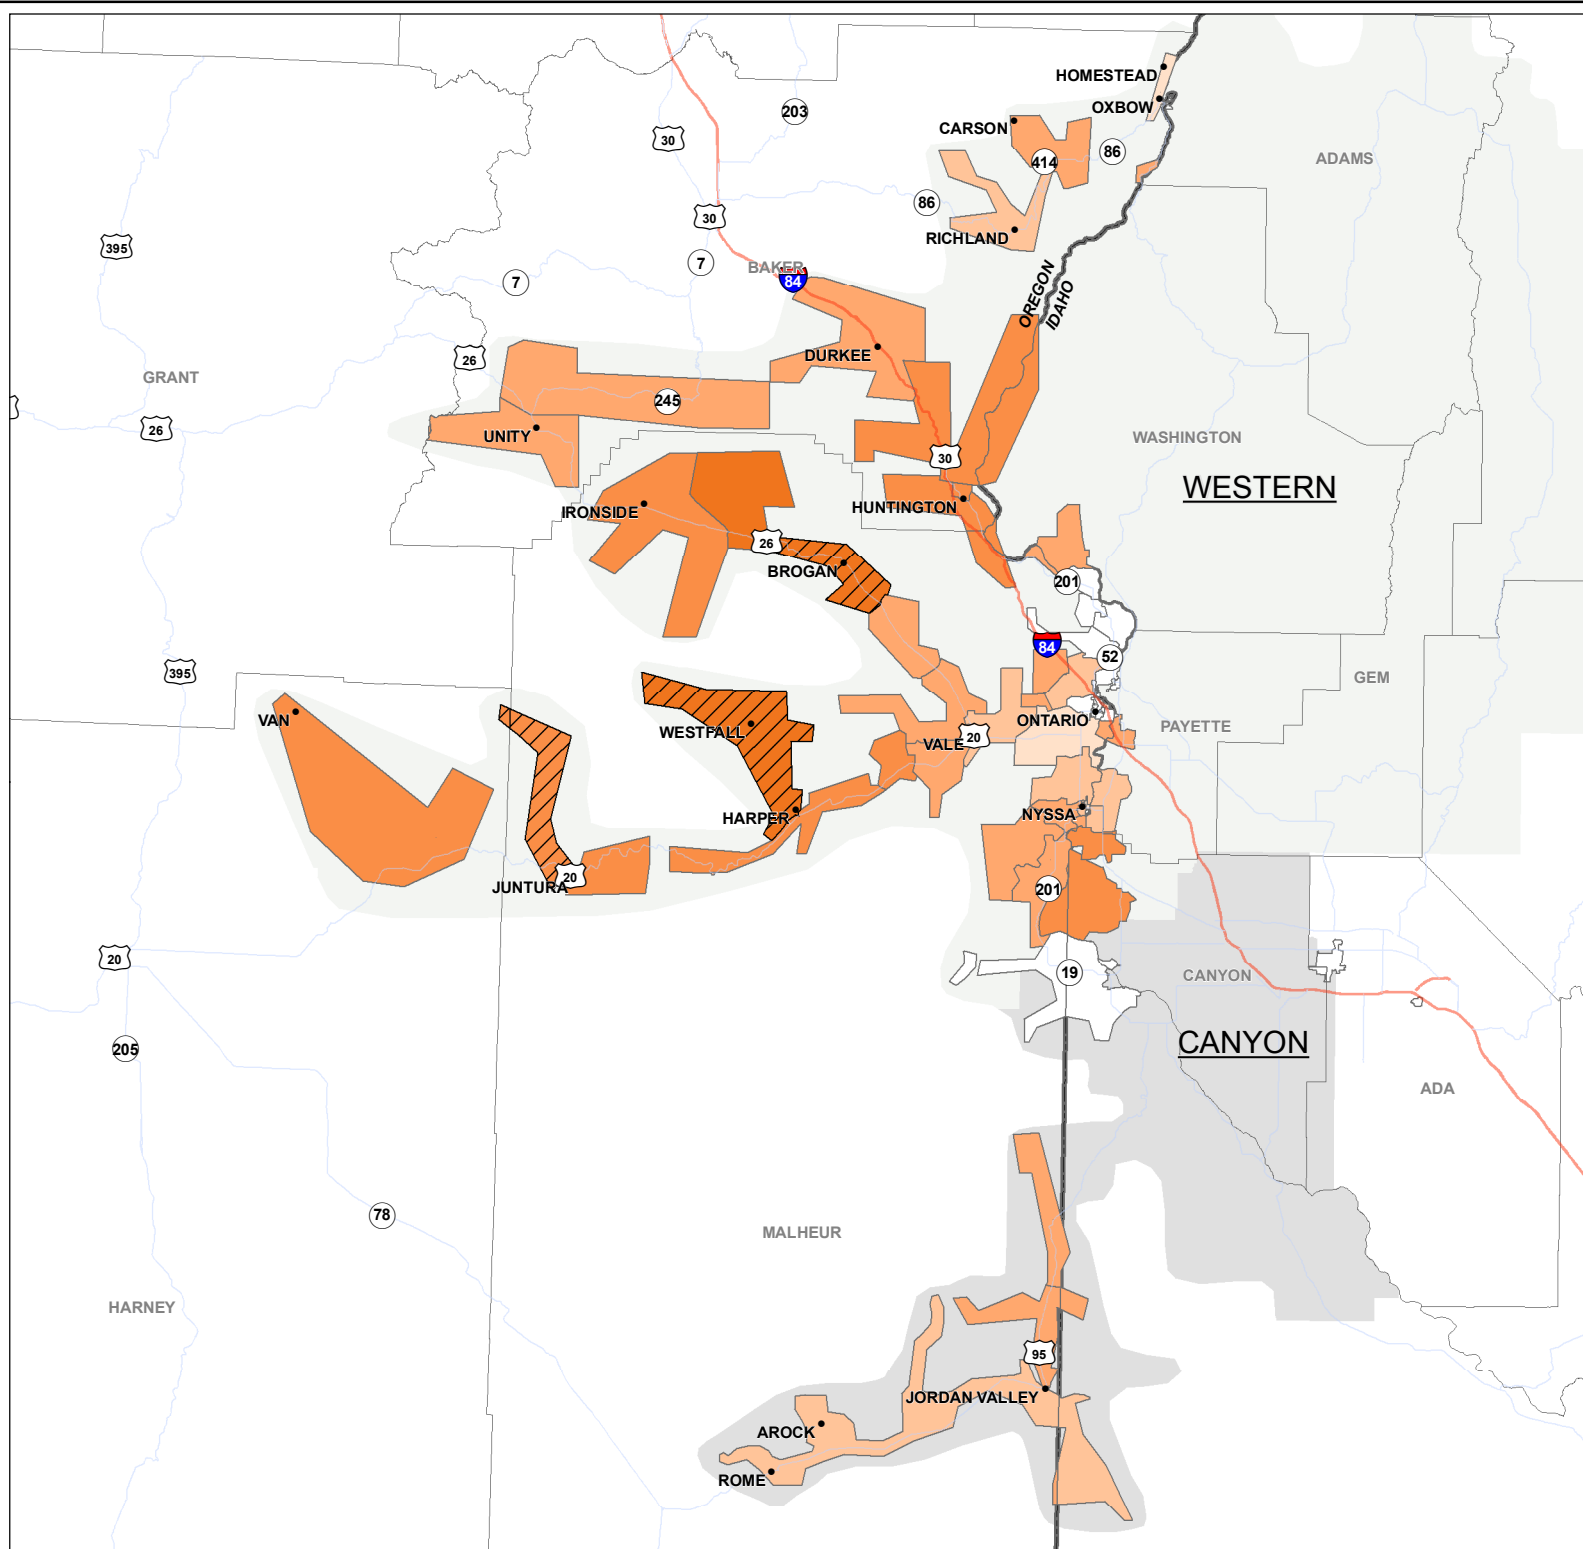 HOMESTEAD
OXBOW
203
CARSON
30
414
86
ADAMS
86
30
RICHLAND
395
7
7
BAKER
84
OREGON
IDAHO
DURKEE
26
GRANT
245
26
UNITY
30
WASHINGTON
WESTERN
HUNTINGTON
IRONSIDE
26
BROGAN
201
84
52
395
GEM
VAN
WESTFALL
ONTARIO
PAYETTE
VALE
20
HARPER
NYSSA
20
JUNTURA
201
20
19
CANYON
205
CANYON
ADA
78
MALHEUR
HARNEY
95
JORDAN VALLEY
AROCK
ROME